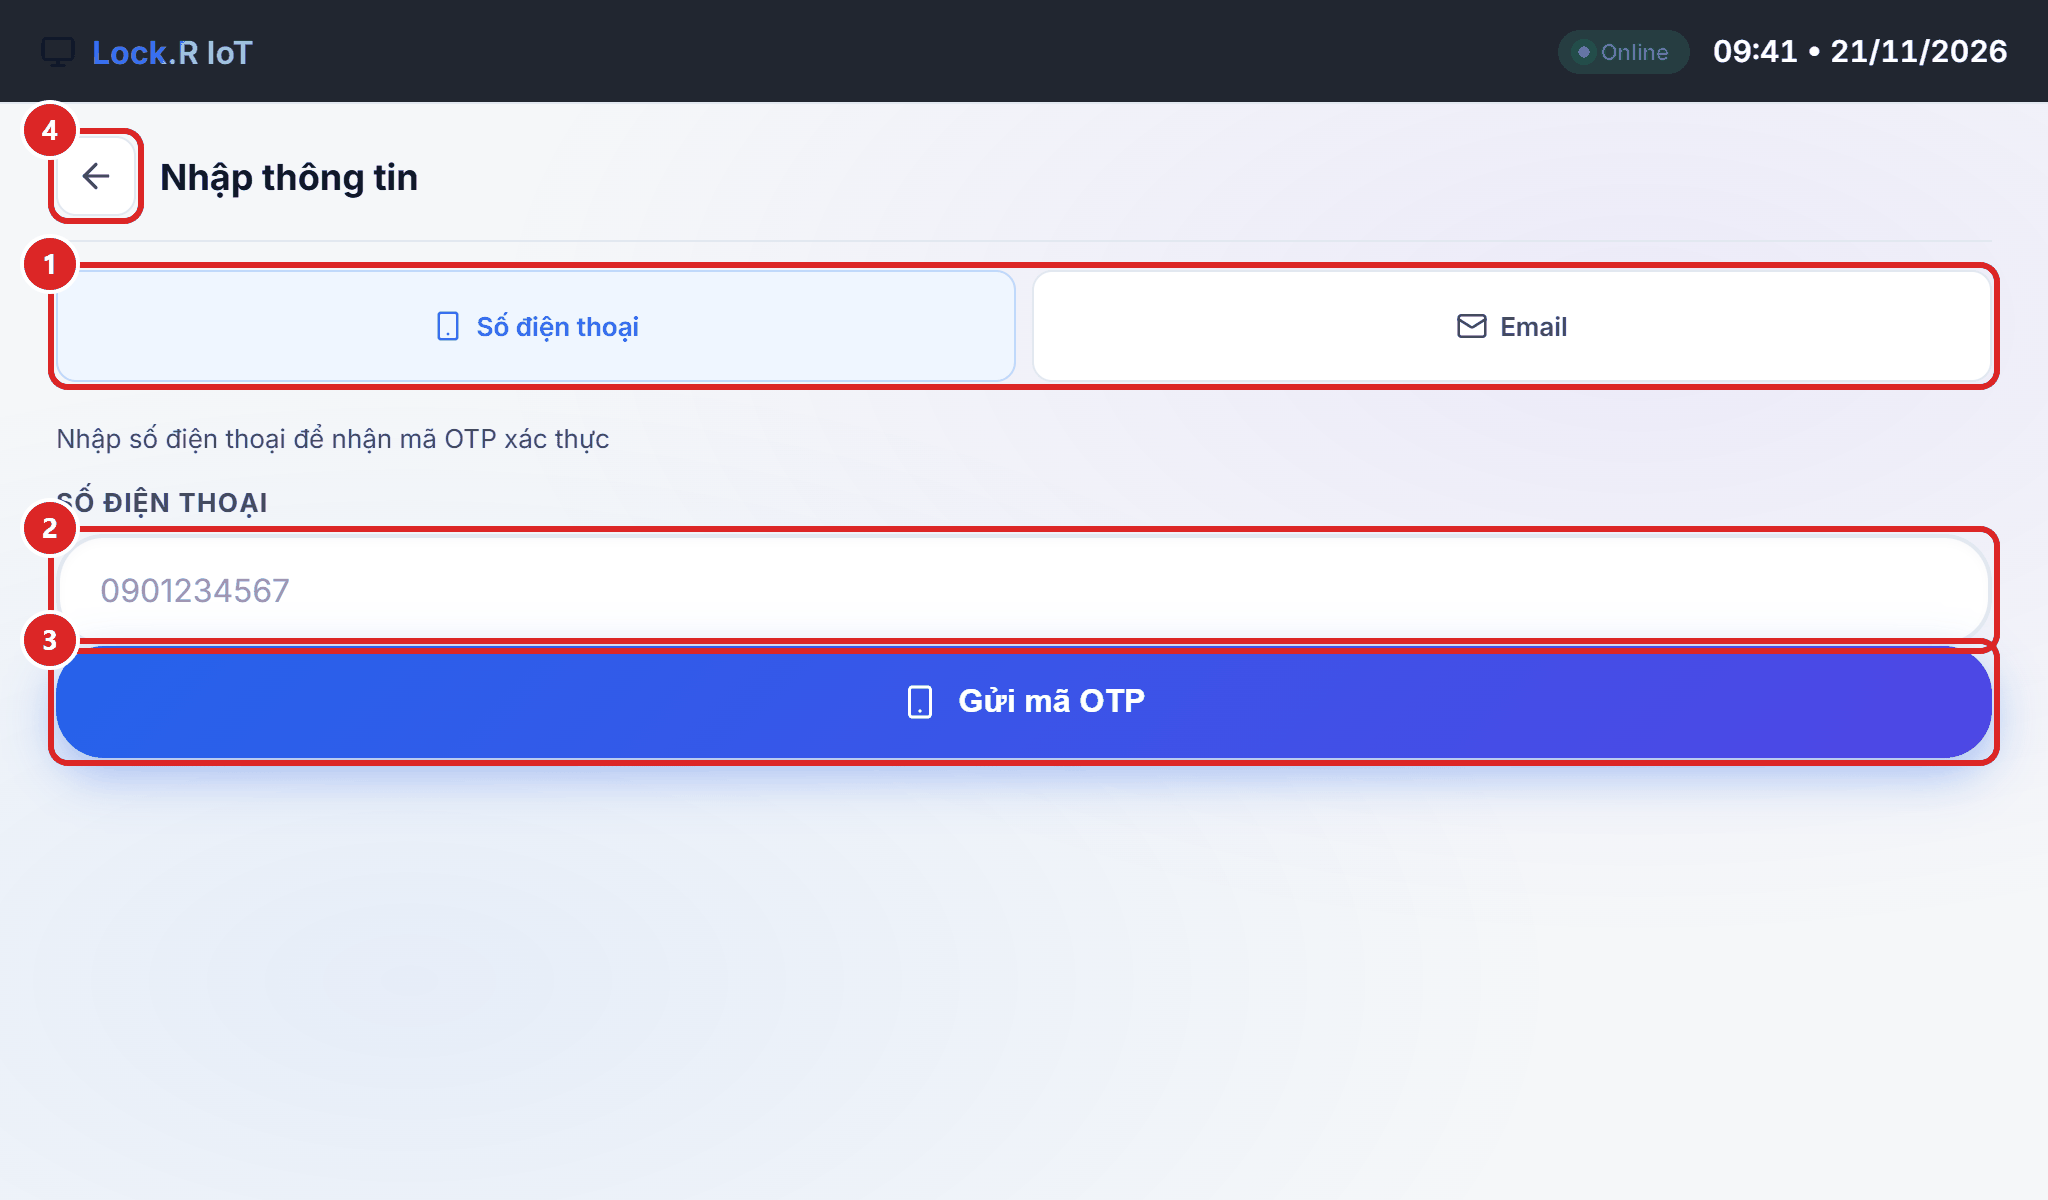 Lock.R IoT
Online
09:41 • 21/11/2026
4
Nhập thông tin
1
Số điện thoại
Email
Nhập số điện thoại để nhận mã OTP xác thực
SỐ ĐIỆN THOẠI
2
0901234567
3
Gửi mã OTP